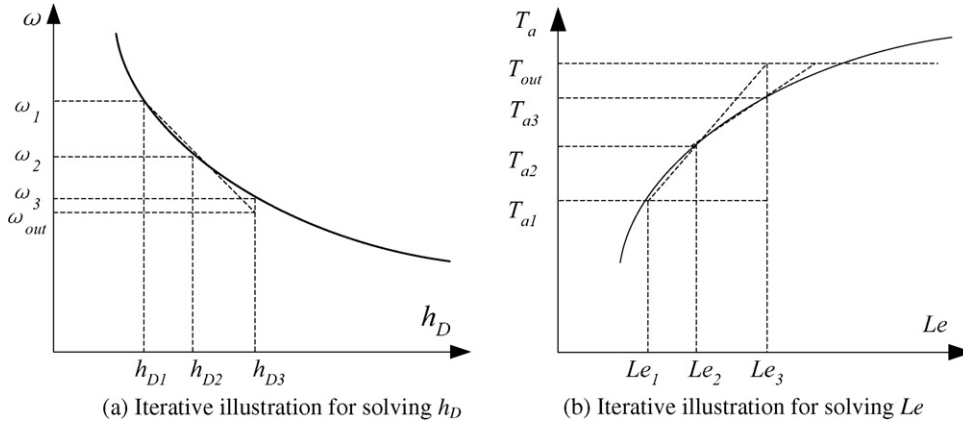 ω
ω1
ω2
ω3
ωout
hD
hD1 hD2 hD3
(a) Iterative illustration for solving hD
Ta
Tout
Ta3
Ta2
Ta1
Le
Le1 Le2 Le3
(b) Iterative illustration for solving Le